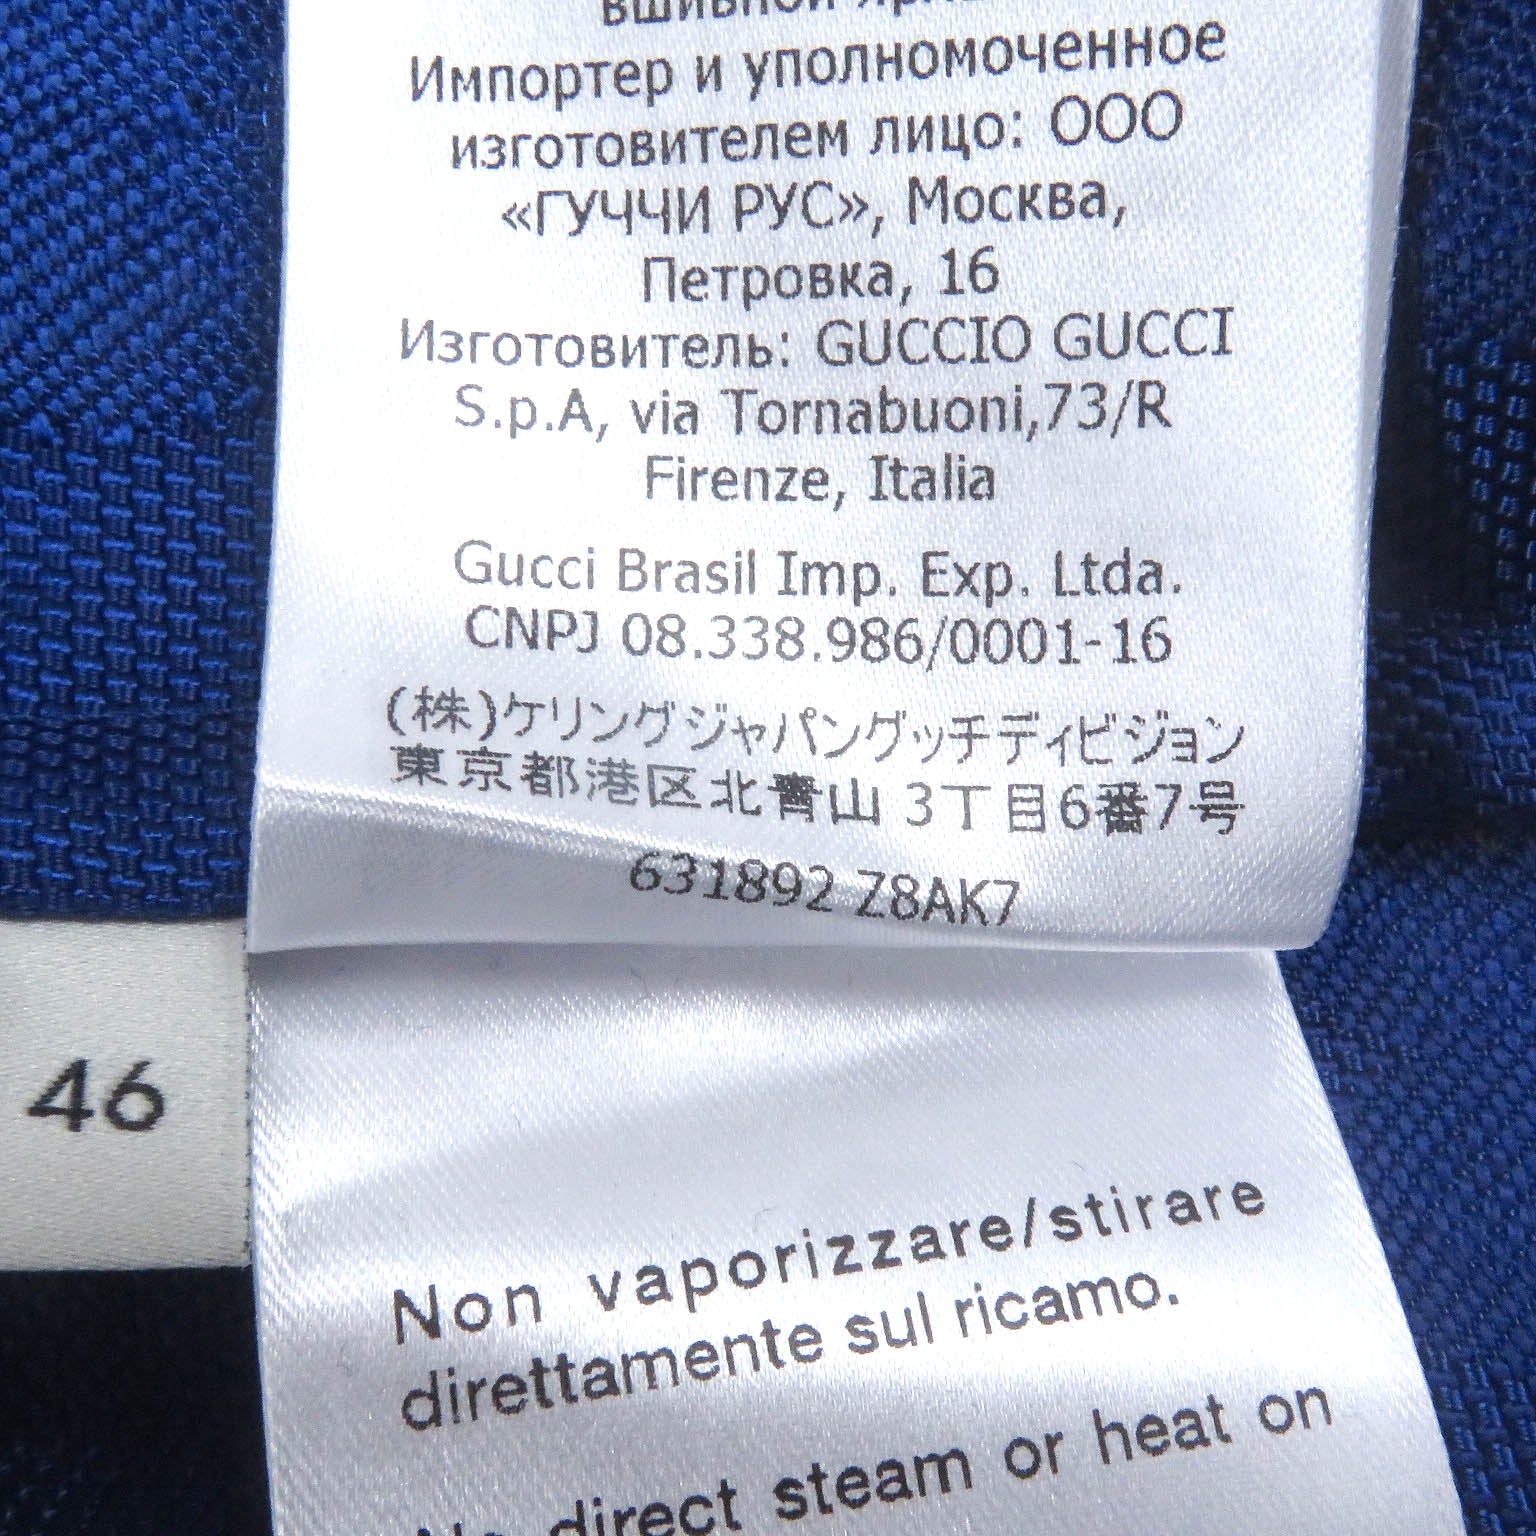 Импортер и уполномоченное
изготовителем лицо: ООО
«ГУЧЧИ РУС», Москва,
Петровка, 16
Изготовитель: GUCCIO GUCCI
S.p.A, via Tornabuoni,73/R
Firenze, Italia
Gucci Brasil Imp. Exp. Ltda.
CNPJ 08.338.986/0001-16
(株)ケリングジャパングッチディビジョン
東京都港区北青山 3丁目6番7号
631892 Z8AK7
46
Non vaporizzare/stirare
direttamente sul ricamo.
No direct steam or heat on